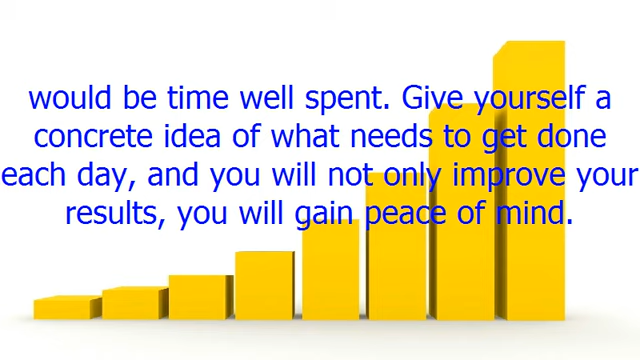 would be time well spent. Give yourself a
concrete idea of what needs to get done
each day, and you will not only improve your
results, you will gain peace of mind.